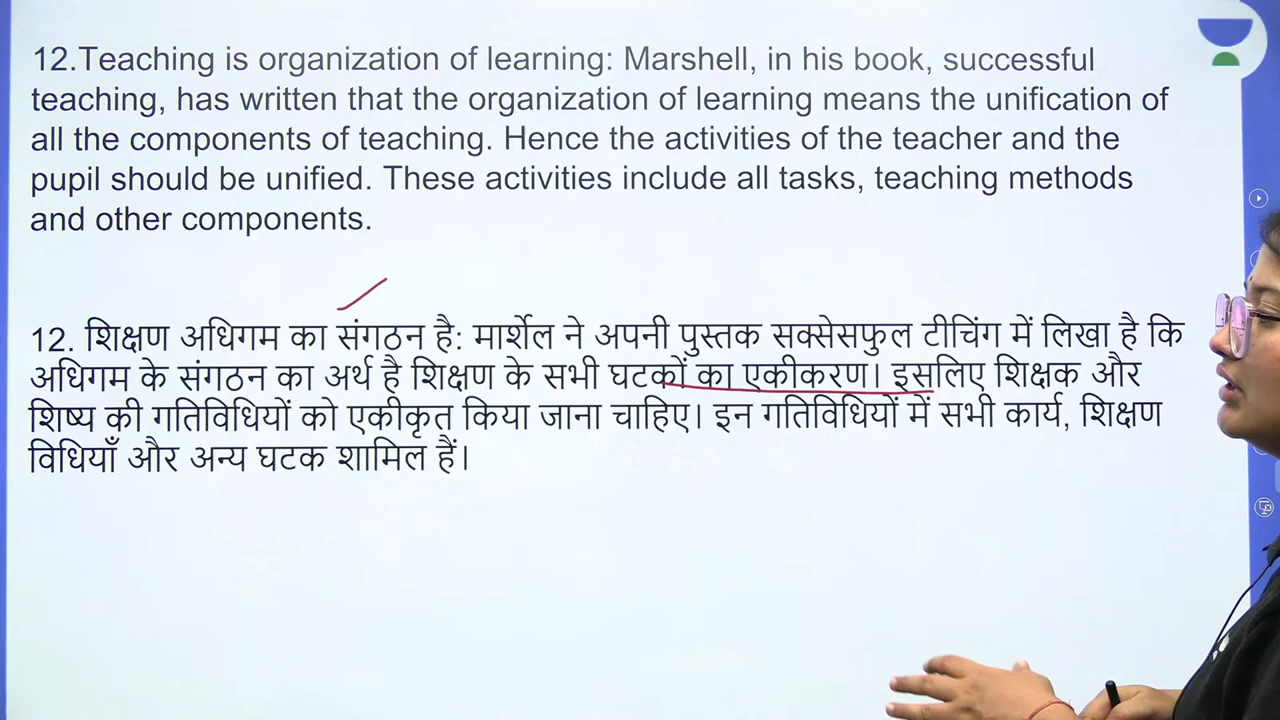 12.Teaching is organization of learning: Marshell, in his book, successful
teaching, has written that the organization of learning means the unification of
all the components of teaching. Hence the activities of the teacher and the
pupil should be unified. These activities include all tasks, teaching methods
and other components.
12. शिक्षण अधिगम का संगठन है: मार्शेल ने अपनी पुस्तक सक्सेसफुल टीचिंग में लिखा है कि
अधिगम के संगठन का अर्थ है शिक्षण के सभी घटकों का एकीकरण। इसलिए शिक्षक और
शिष्य की गतिविधियों को एकीकृत किया जाना चाहिए। इन गतिविधियों में सभी कार्य, शिक्षण
विधियाँ और अन्य घटक शामिल हैं।